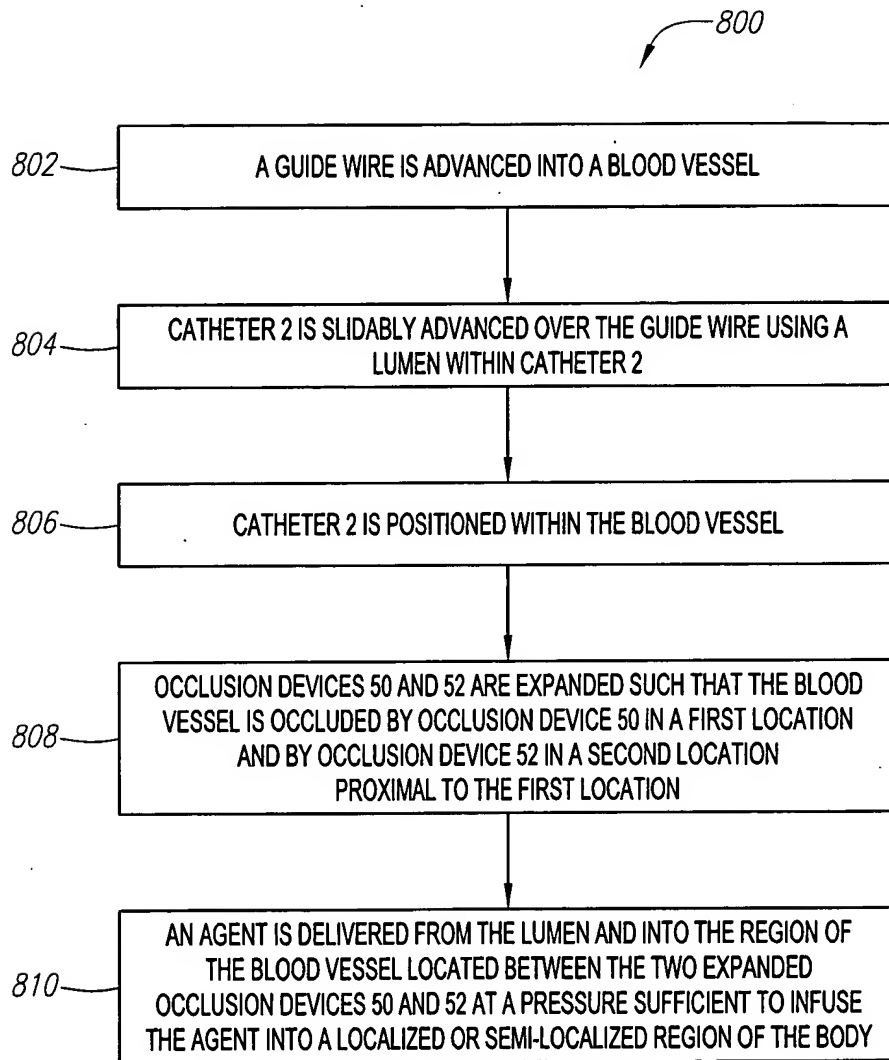 800
802
A GUIDE WIRE IS ADVANCED INTO A BLOOD VESSEL
804
CATHETER 2 IS SLIDABLY ADVANCED OVER THE GUIDE WIRE USING A
LUMEN WITHIN CATHETER 2
806
CATHETER 2 IS POSITIONED WITHIN THE BLOOD VESSEL
808
OCCLUSION DEVICES 50 AND 52 ARE EXPANDED SUCH THAT THE BLOOD
VESSEL IS OCCLUDED BY OCCLUSION DEVICE 50 IN A FIRST LOCATION
AND BY OCCLUSION DEVICE 52 IN A SECOND LOCATION
PROXIMAL TO THE FIRST LOCATION
810
AN AGENT IS DELIVERED FROM THE LUMEN AND INTO THE REGION OF
THE BLOOD VESSEL LOCATED BETWEEN THE TWO EXPANDED
OCCLUSION DEVICES 50 AND 52 AT A PRESSURE SUFFICIENT TO INFUSE
THE AGENT INTO A LOCALIZED OR SEMI-LOCALIZED REGION OF THE BODY